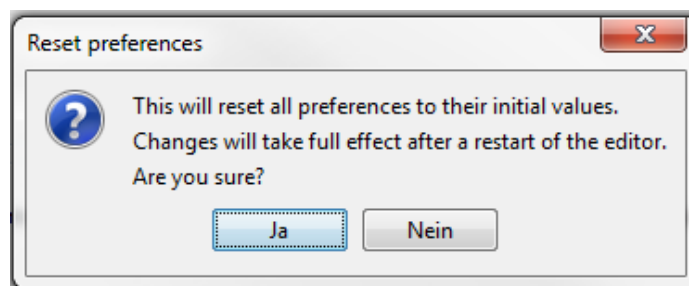 Reset preferences
This will reset all preferences to their initial values.
Changes will take full effect after a restart of the editor.
Are you sure?
Ja
Nein